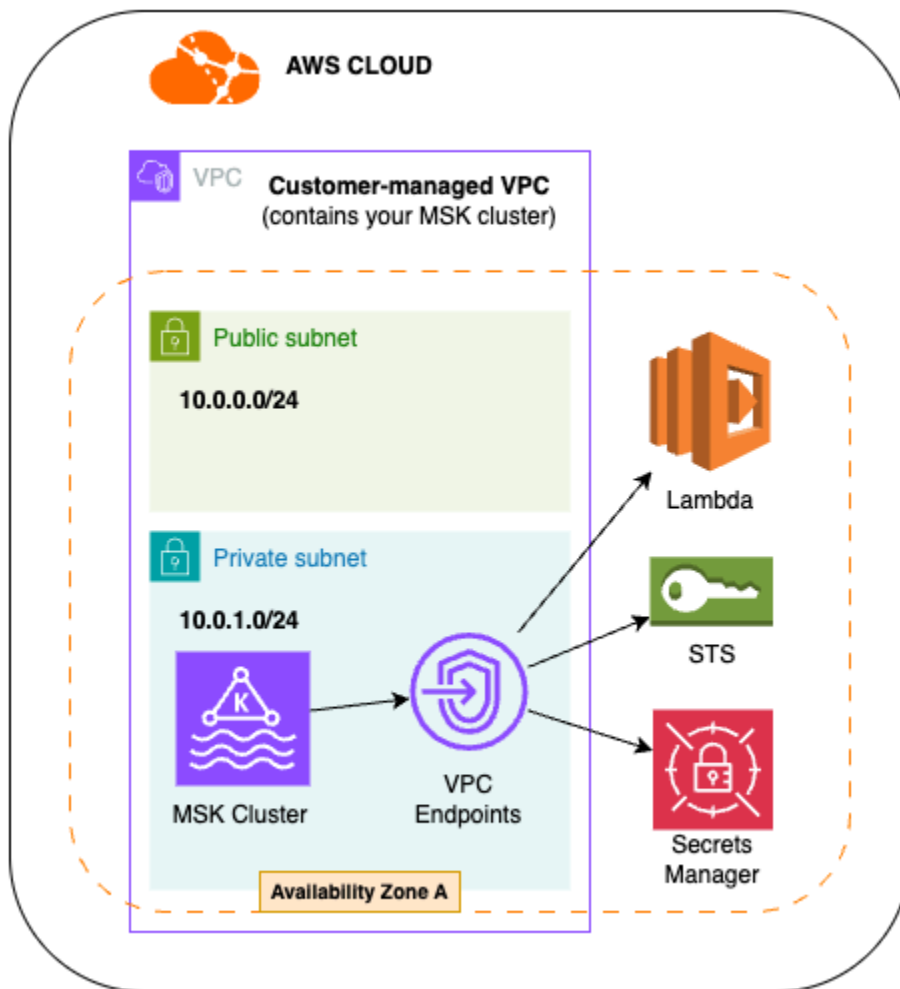 AWS CLOUD
VPC
Customer-managed VPC
(contains your MSK cluster)
Public subnet
10.0.0.0/24
Lambda
Private subnet
10.0.1.0/24
K
STS
MSK Cluster
VPC
Endpoints
Secrets
Manager
Availability Zone A